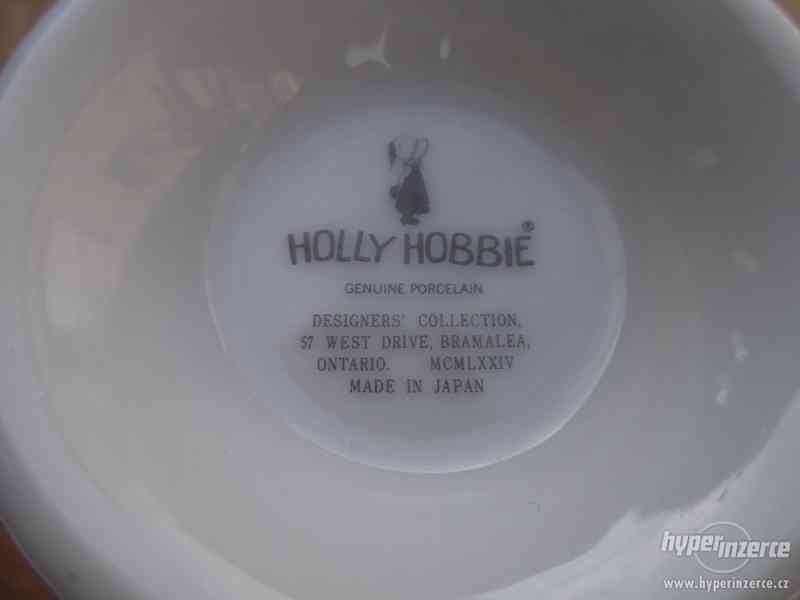 HOLLY HOBBIE®
GENUINE PORCELAIN
DESIGNERS' COLLECTION,
57 WEST DRIVE, BRAMALEA,
ONTARIO. MCMLXXIV
MADE IN JAPAN
hyperinzerce
www.hyperinzerce.cz